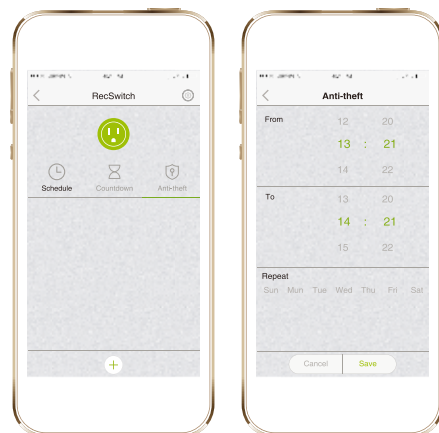 RecSwitch
Schedule Countdown Anti-theft
+
Anti-theft
From
12 20
13 : 21
14 22
To
13 20
14 : 21
15 22
Repeat
Sun Mun Tue Wed Thu Fri Sat
Cancel Save